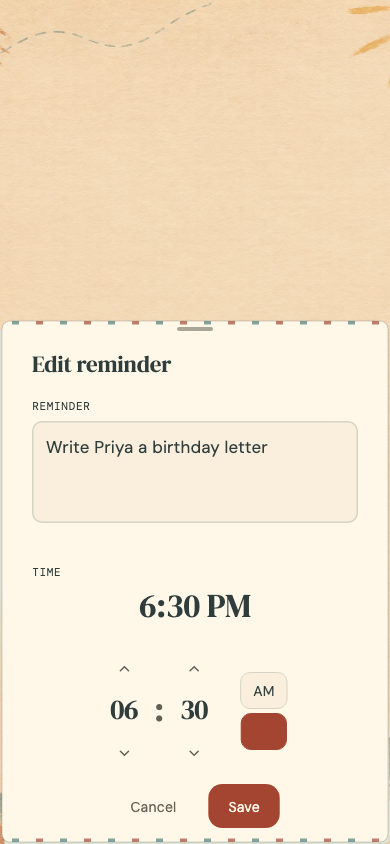 Edit reminder
REMINDER
Write Priya a birthday letter
TIME
6:30 PM
06 : 30
AM
Cancel
Save